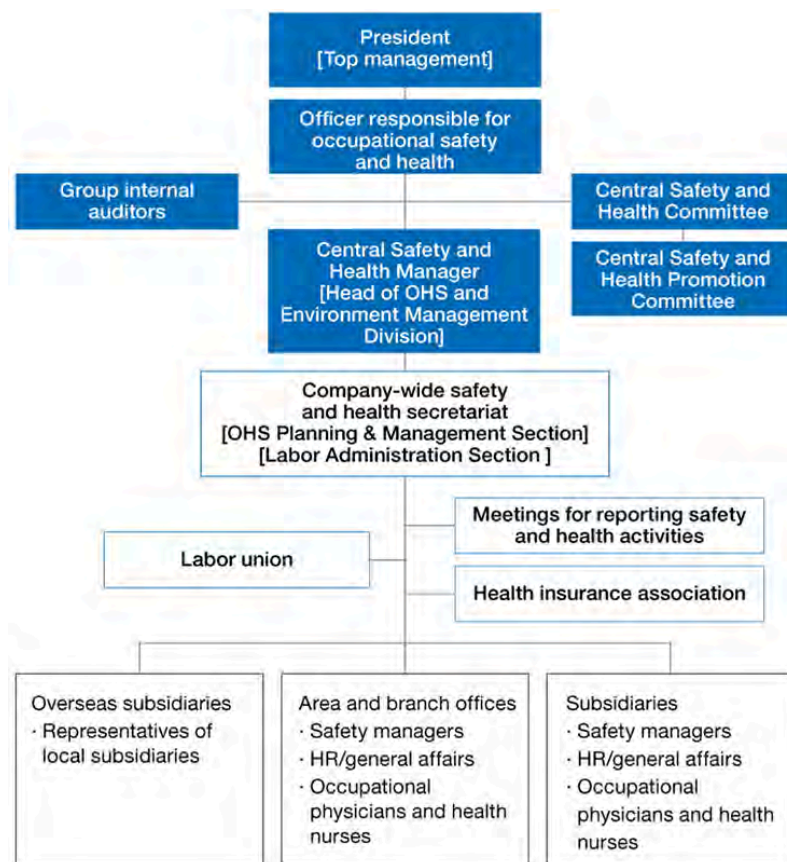 President
[Top management]
Officer responsible for
occupational safety
and health
Group internal
auditors
Central Safety and
Health Committee
Central Safety and
Health Manager
[Head of OHS and
Environment Management
Division]
Central Safety and
Health Promotion
Committee
Company-wide safety
and health secretariat
[OHS Planning & Management Section]
[Labor Administration Section ]
Meetings for reporting safety
and health activities
Labor union
Health insurance association
Overseas subsidiaries
· Representatives of
local subsidiaries
Area and branch offices
· Safety managers
· HR/general affairs
· Occupational
physicians and health
nurses
Subsidiaries
· Safety managers
· HR/general affairs
· Occupational
physicians and health
nurses